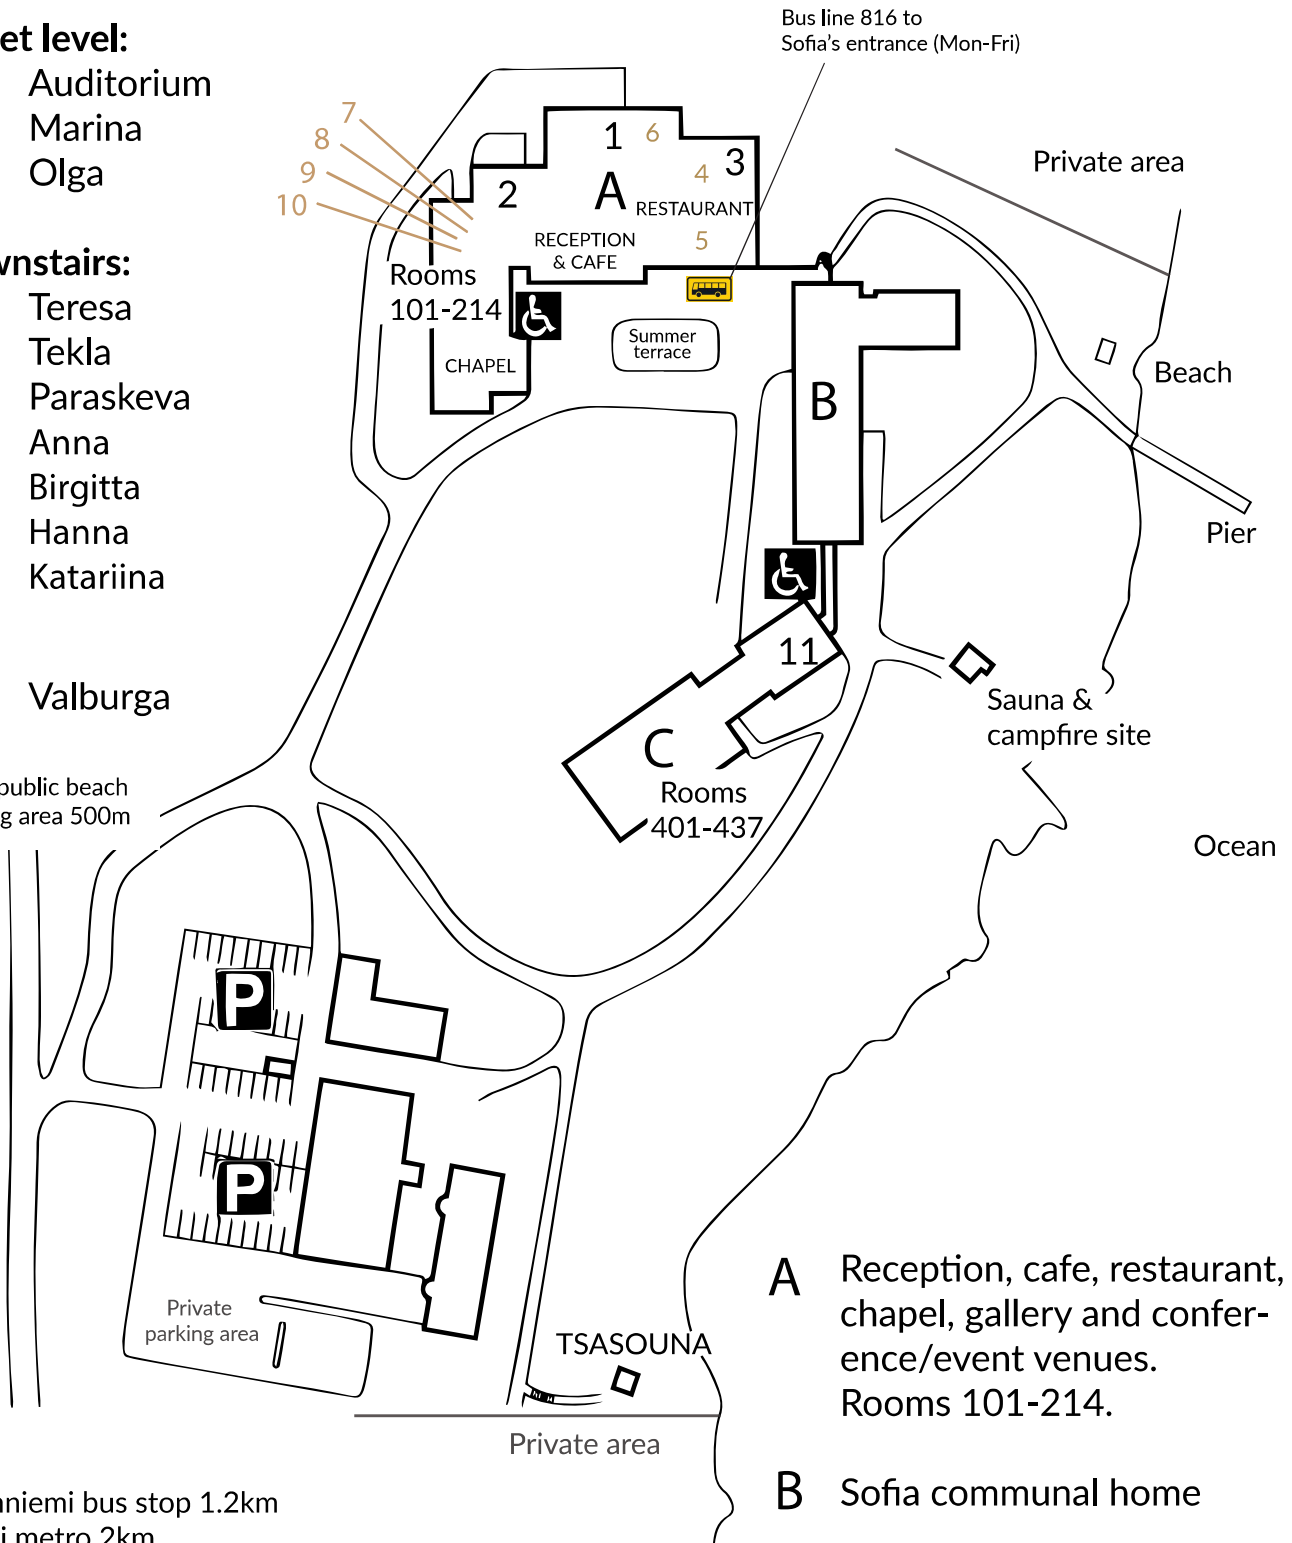 et level:
Auditorium
Marina
Olga
wnstairs:
Teresa
Tekla
Paraskeva
Anna
Birgitta
Hanna
Katariina
Valburga
public beach
g area 500m
Bus line 816 to
Sofia's entrance (Mon-Fri)
Private area
7
8
9
10
1
6
2
A
4
3
RESTAURANT
5
RECEPTION
& CAFE
Rooms
101-214
CHAPEL
Summer
terrace
B
Beach
Pier
11
C
Rooms
401-437
Sauna &
campfire site
Ocean
P
P
Private
parking area
TSASOUNA
Private area
niemi bus stop 1.2km
i metro 2km
A Reception, cafe, restaurant,
chapel, gallery and confer-
ence/event venues.
Rooms 101-214.
B Sofia communal home